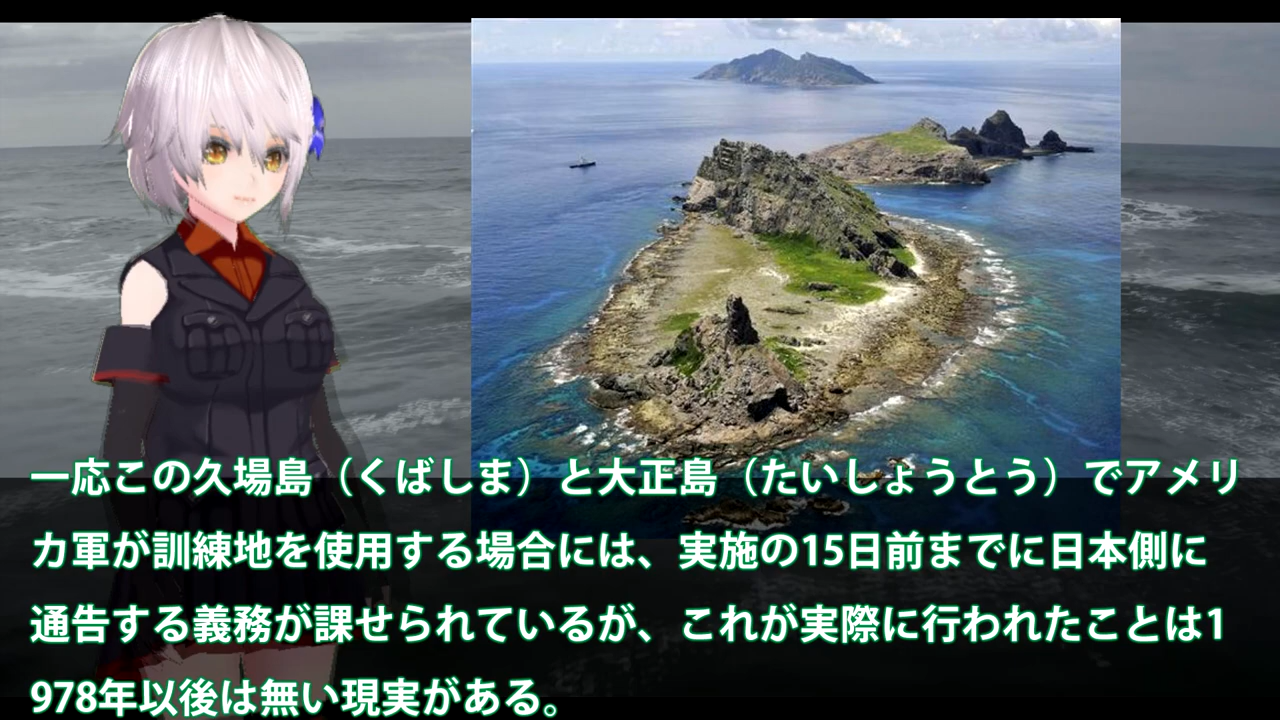 一応この久場島（くばしま）と大正島（たいしょうとう）でアメリ
カ軍が訓練地を使用する場合には、実施の15日前までに日本側に
通告する義務が課せられているが、これが実際に行われたことは1
978年以後は無い現実がある。